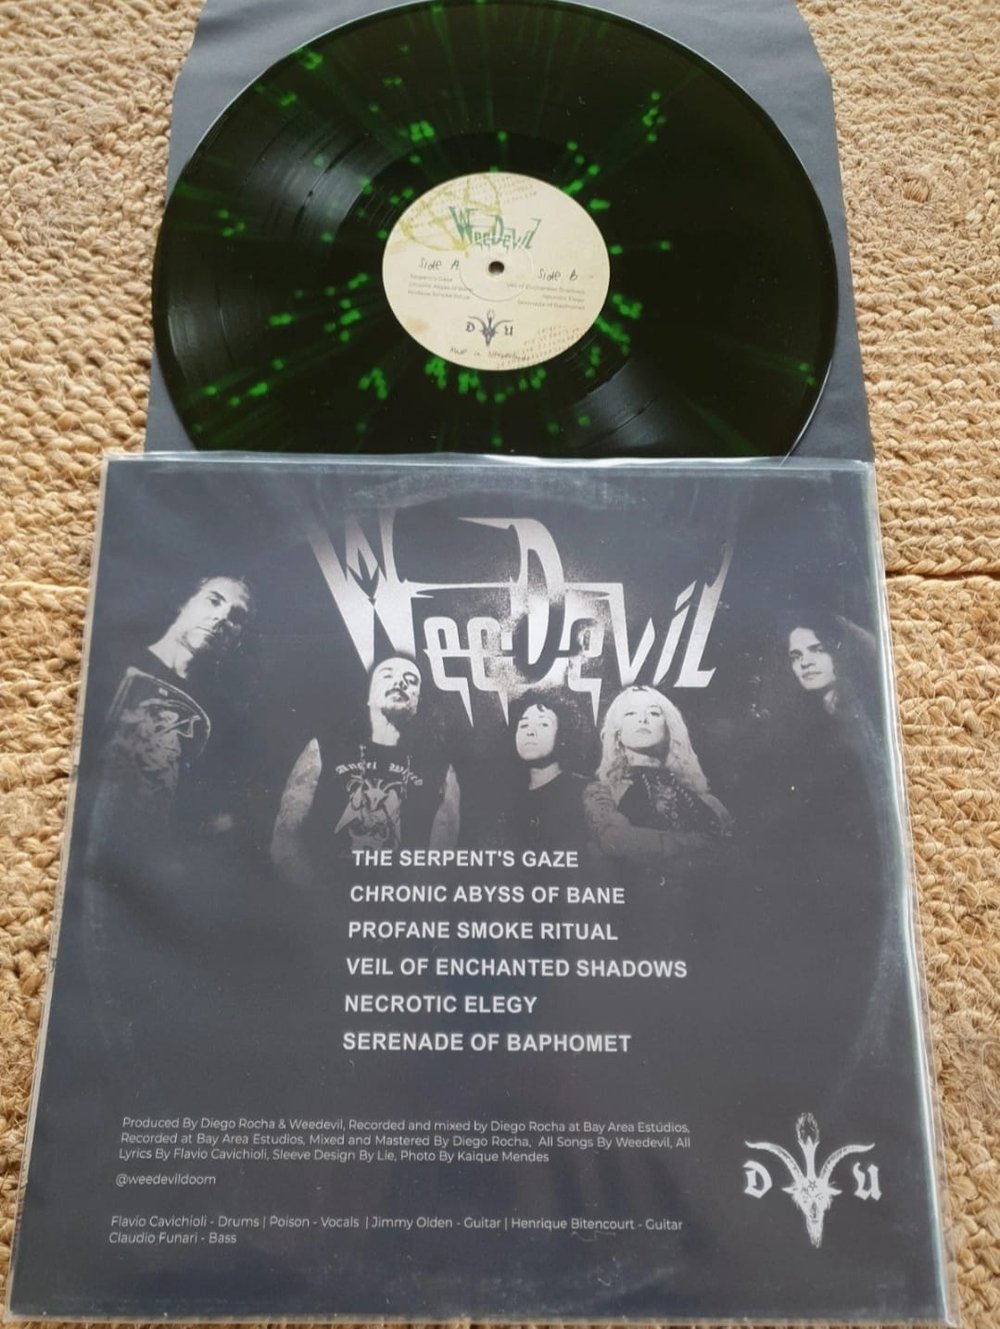 WeeDevil
Side A
Side B
D U
WeeDevil
Angel Witch
THE SERPENT'S GAZE
CHRONIC ABYSS OF BANE
PROFANE SMOKE RITUAL
VEIL OF ENCHANTED SHADOWS
NECROTIC ELEGY
SERENADE OF BAPHOMET
Produced By Diego Rocha & Weedevil, Recorded and mixed by Diego Rocha at Bay Area Estúdios,
Recorded at Bay Area Estudios, Mixed and Mastered By Diego Rocha, All Songs By Weedevil, All
Lyrics By Flavio Cavichioli, Sleeve Design By Lie, Photo By Kaique Mendes
@weedevildoom
D U
Flavio Cavichioli - Drums | Poison - Vocals | Jimmy Olden - Guitar | Henrique Bitencourt - Guitar
Claudio Funari - Bass